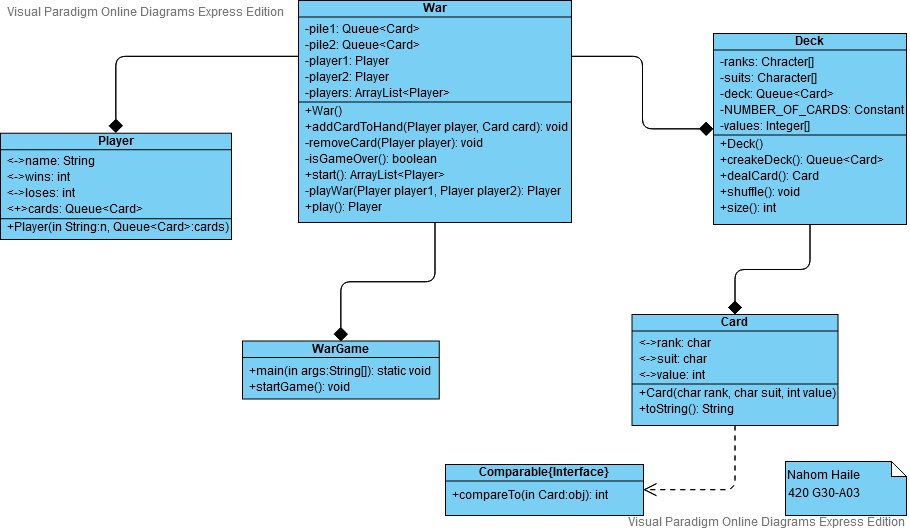 Visual Paradigm Online Diagrams Express Edition
War
-pile1: Queue<Card>
-pile2: Queue<Card>
-player1: Player
-player2: Player
-players: ArrayList<Player>
+War()
+addCardToHand(Player player, Card card): void
-removeCard(Player player): void
-isGameOver(): boolean
+start(): ArrayList<Player>
-playWar(Player player1, Player player2): Player
+play(): Player
Deck
-ranks: Chracter[]
-suits: Character[]
-deck: Queue<Card>
-NUMBER_OF_CARDS: Constant
-values: Integer[]
+Deck()
+creakeDeck(): Queue<Card>
+dealCard(): Card
+shuffle(): void
+size(): int
Player
<->name: String
<->wins: int
<->loses: int
<+>cards: Queue<Card>
+Player(in String:n, Queue<Card>:cards)
WarGame
+main(in args:String[]): static void
+startGame(): void
Card
<->rank: char
<->suit: char
<->value: int
+Card(char rank, char suit, int value)
+toString(): String
Comparable{Interface}
+compareTo(in Card:obj): int
Nahom Haile
420 G30-A03
Visual Paradigm Online Diagrams Express Edition